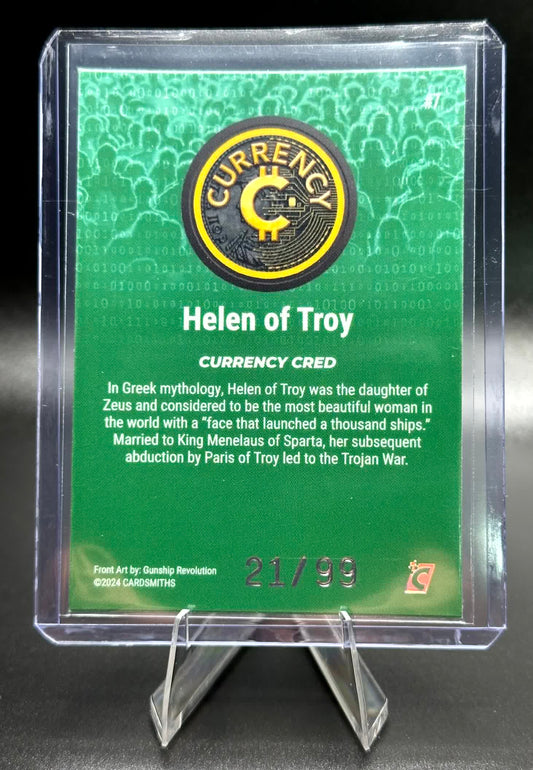 #7
CURRENCY
Helen of Troy
CURRENCY CRED
In Greek mythology, Helen of Troy was the daughter of
Zeus and considered to be the most beautiful woman in
the world with a “face that launched a thousand ships.”
Married to King Menelaus of Sparta, her subsequent
abduction by Paris of Troy led to the Trojan War.
Front Art by: Gunship Revolution
©2024 CARDSMITHS
21/99
C